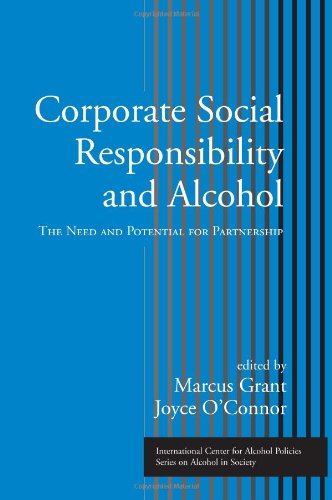 Corporate Social
Responsibility
and Alcohol
The Need and Potential for Partnership
edited by
Marcus Grant
Joyce O'Connor
International Center for Alcohol Policies
Series on Alcohol in Society